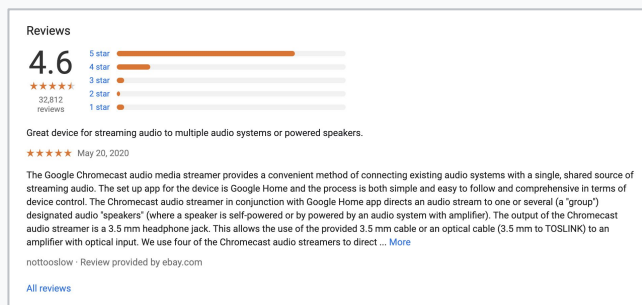 Reviews
4.6
32,812
reviews
5 star
4 star
3 star
2 star
1 star
Great device for streaming audio to multiple audio systems or powered speakers.
May 20, 2020
The Google Chromecast audio media streamer provides a convenient method of connecting existing audio systems with a single, shared source of
streaming audio. The set up app for the device is Google Home and the process is both simple and easy to follow and comprehensive in terms of
device control. The Chromecast audio streamer in conjunction with Google Home app directs an audio stream to one or several (a "group")
designated audio "speakers" (where a speaker is self-powered or by powered by an audio system with amplifier). The output of the Chromecast
audio streamer is a 3.5 mm headphone jack. This allows the use of the provided 3.5 mm cable or an optical cable (3.5 mm to TOSLINK) to an
amplifier with optical input. We use four of the Chromecast audio streamers to direct ... More
nottooslow · Review provided by ebay.com
All reviews